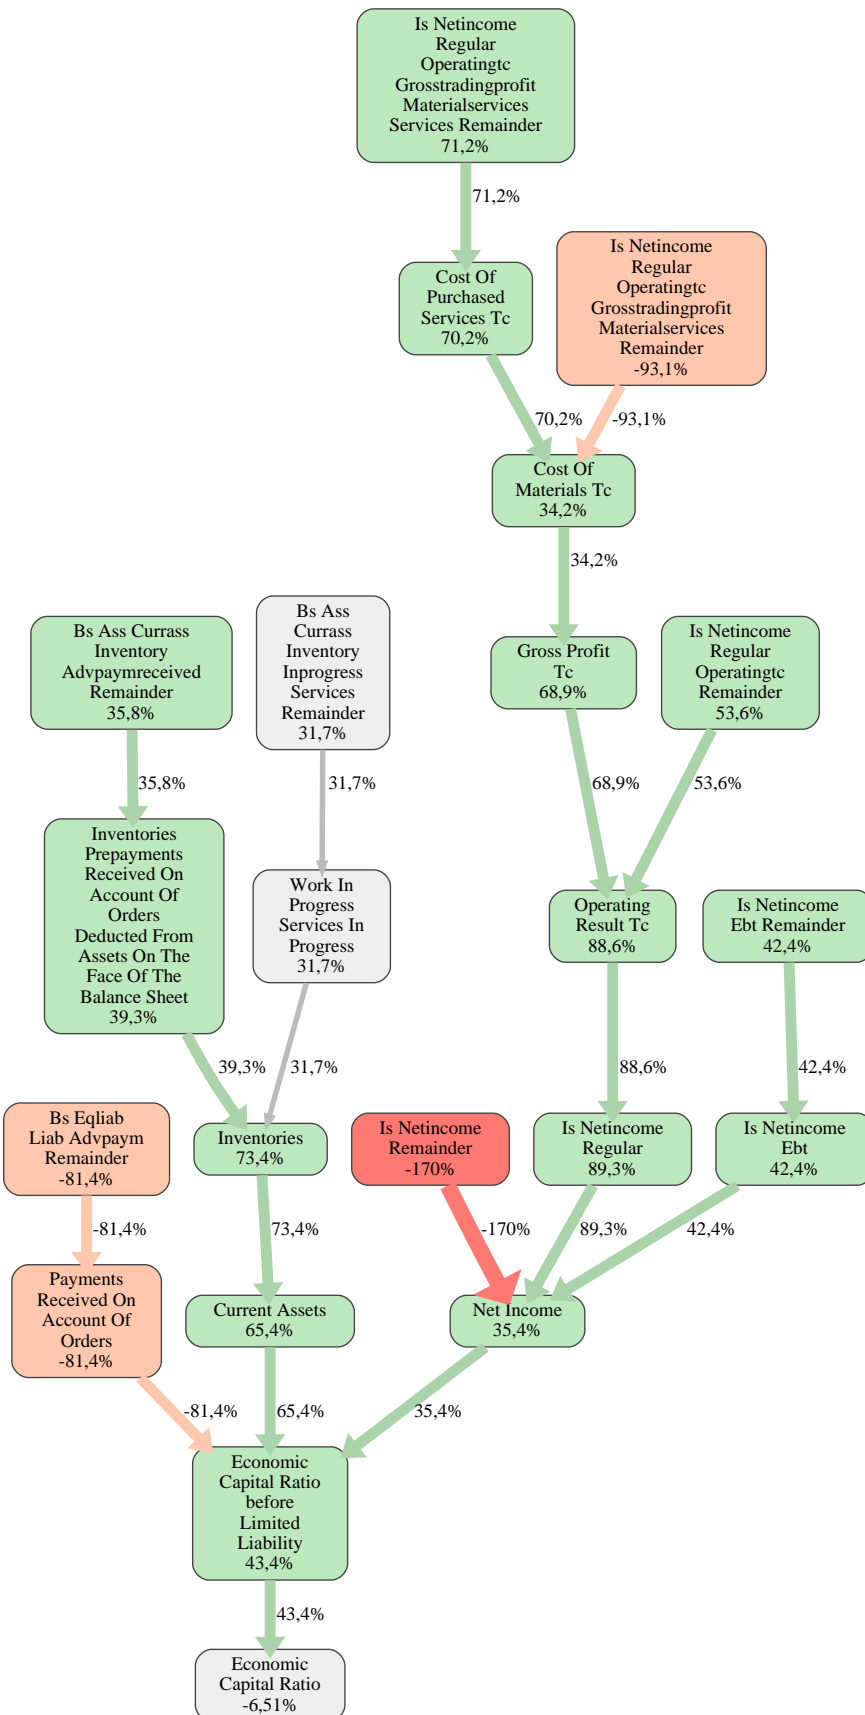 Is Netincome
Regular
Operatingtc
Grosstradingprofit
Materialservices
Services Remainder
71,2%
71,2%
Cost Of
Purchased
Services Tc
70,2%
Is Netincome
Regular
Operatingtc
Grosstradingprofit
Materialservices
Remainder
-93,1%
70,2%
-93,1%
Cost Of
Materials Tc
34,2%
34,2%
Bs Ass Currass
Inventory
Advpaymreceived
Remainder
35,8%
Bs Ass
Currass
Inventory
Inprogress
Services
Remainder
31,7%
Gross Profit
Tc
68,9%
Is Netincome
Regular
Operatingtc
Remainder
53,6%
35,8%
31,7%
68,9%
53,6%
Inventories
Prepayments
Received On
Account Of
Orders
Deducted From
Assets On The
Face Of The
Balance Sheet
39,3%
Work In
Progress
Services In
Progress
31,7%
Operating
Result Tc
88,6%
Is Netincome
Ebt Remainder
42,4%
39,3%
31,7%
88,6%
42,4%
Bs Eqliab
Liab Advpaym
Remainder
-81,4%
Inventories
73,4%
Is Netincome
Remainder
-170%
Is Netincome
Regular
89,3%
Is Netincome
Ebt
42,4%
-81,4%
73,4%
-170%
89,3%
42,4%
Payments
Received On
Account Of
Orders
-81,4%
Current Assets
65,4%
Net Income
35,4%
-81,4%
65,4%
35,4%
Economic
Capital Ratio
before
Limited
Liability
43,4%
43,4%
Economic
Capital Ratio
-6,51%